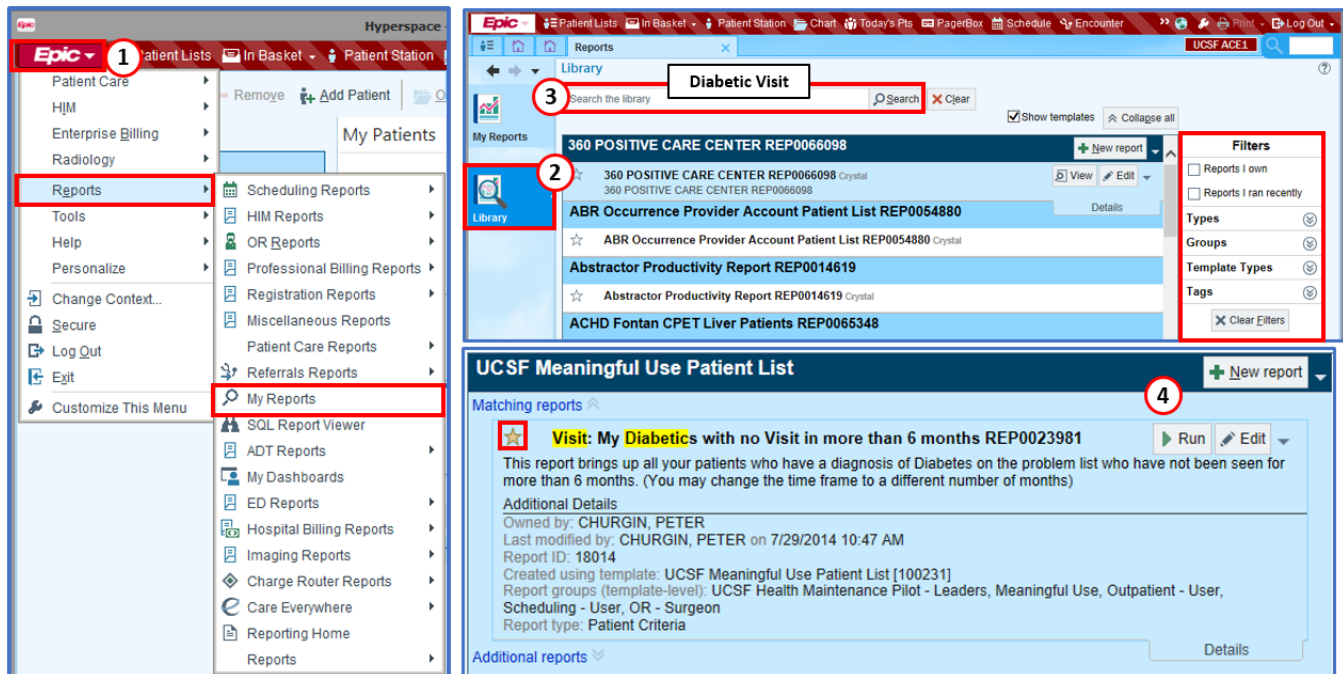 Epic
Hyperspace
Epic
1
atient Lists
In Basket
Patient Station
Patient Care
HIM
Enterprise Billing
Radiology
Reports
Tools
Help
Personalize
Change Context...
Secure
Log Out
Exit
Customize This Menu
Remove
Add Patient
My Patients
Scheduling Reports
HIM Reports
OR Reports
Professional Billing Reports
Registration Reports
Miscellaneous Reports
Patient Care Reports
Referrals Reports
My Reports
SQL Report Viewer
ADT Reports
My Dashboards
ED Reports
Hospital Billing Reports
Imaging Reports
Charge Router Reports
Care Everywhere
Reporting Home
Reports
Epic Patient Lists In Basket Patient Station Chart Today's Pts PagerBox Schedule Encounter » Print Log Out
Reports
UCSF ACE1
Library
Diabetic Visit
3
Search the library
Search
Clear
Show templates
Collapse all
My Reports
2
Library
360 POSITIVE CARE CENTER REP0066098
New report
360 POSITIVE CARE CENTER REP0066098 Crystal
View
Edit
360 POSITIVE CARE CENTER REP0066098
Details
ABR Occurrence Provider Account Patient List REP0054880
ABR Occurrence Provider Account Patient List REP0054880 Crystal
Abstractor Productivity Report REP0014619
Abstractor Productivity Report REP0014619 Crystal
ACHD Fontan CPET Liver Patients REP0065348
Filters
Reports I own
Reports I ran recently
Types
Groups
Template Types
Tags
Clear Filters
UCSF Meaningful Use Patient List
New report
Matching reports
4
Visit: My Diabetics with no Visit in more than 6 months REP0023981
Run
Edit
This report brings up all your patients who have a diagnosis of Diabetes on the problem list who have not been seen for
more than 6 months. (You may change the time frame to a different number of months)
Additional Details
Owned by: CHURGIN, PETER
Last modified by: CHURGIN, PETER on 7/29/2014 10:47 AM
Report ID: 18014
Created using template: UCSF Meaningful Use Patient List [100231]
Report groups (template-level): UCSF Health Maintenance Pilot - Leaders, Meaningful Use, Outpatient - User,
Scheduling - User, OR - Surgeon
Report type: Patient Criteria
Details
Additional reports